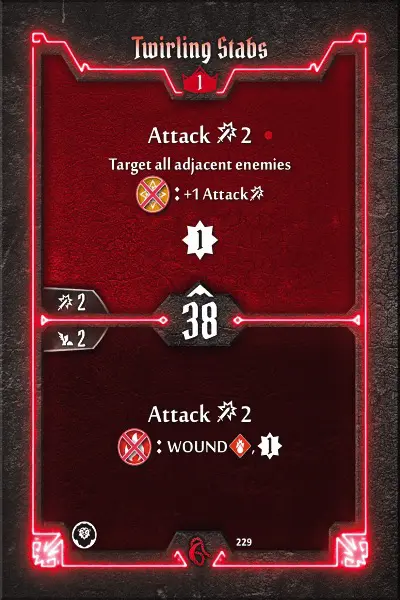 Twirling Stabs
1
Attack 2
Target all adjacent enemies
: +1 Attack
1
2
38
2
Attack 2
: WOUND , 1
229